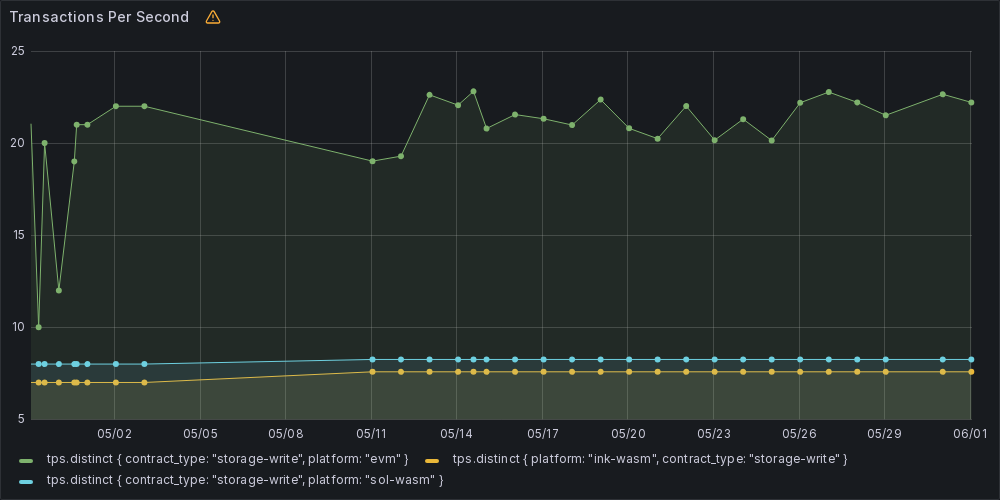 Transactions Per Second
25
20
15
10
5
05/02 05/05 05/08 05/11 05/14 05/17 05/20 05/23 05/26 05/29 06/01
tps.distinct { contract_type: "storage-write", platform: "evm" } tps.distinct { platform: "ink-wasm", contract_type: "storage-write" }
tps.distinct { contract_type: "storage-write", platform: "sol-wasm" }